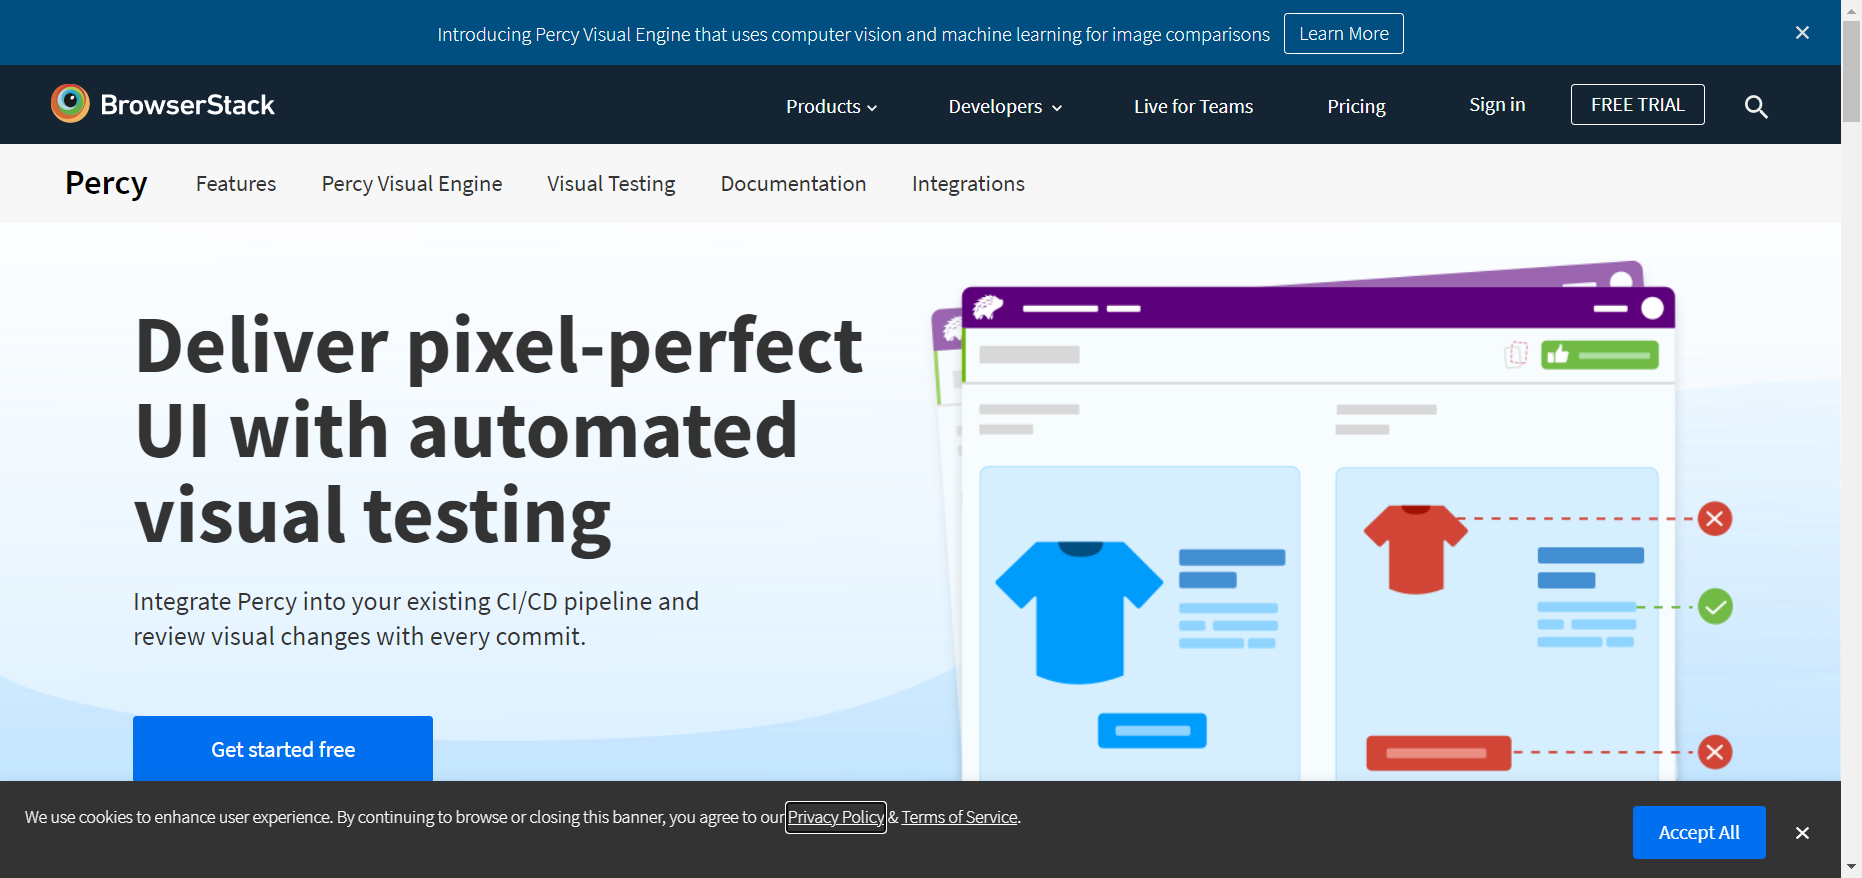 Introducing Percy Visual Engine that uses computer vision and machine learning for image comparisons
Learn More
BrowserStack
Products
Developers
Live for Teams
Pricing
Sign in
FREE TRIAL
Percy
Features
Percy Visual Engine
Visual Testing
Documentation
Integrations
Deliver pixel-perfect
UI with automated
visual testing
Integrate Percy into your existing CI/CD pipeline and
review visual changes with every commit.
Get started free
We use cookies to enhance user experience. By continuing to browse or closing this banner, you agree to our Privacy Policy & Terms of Service.
Accept All